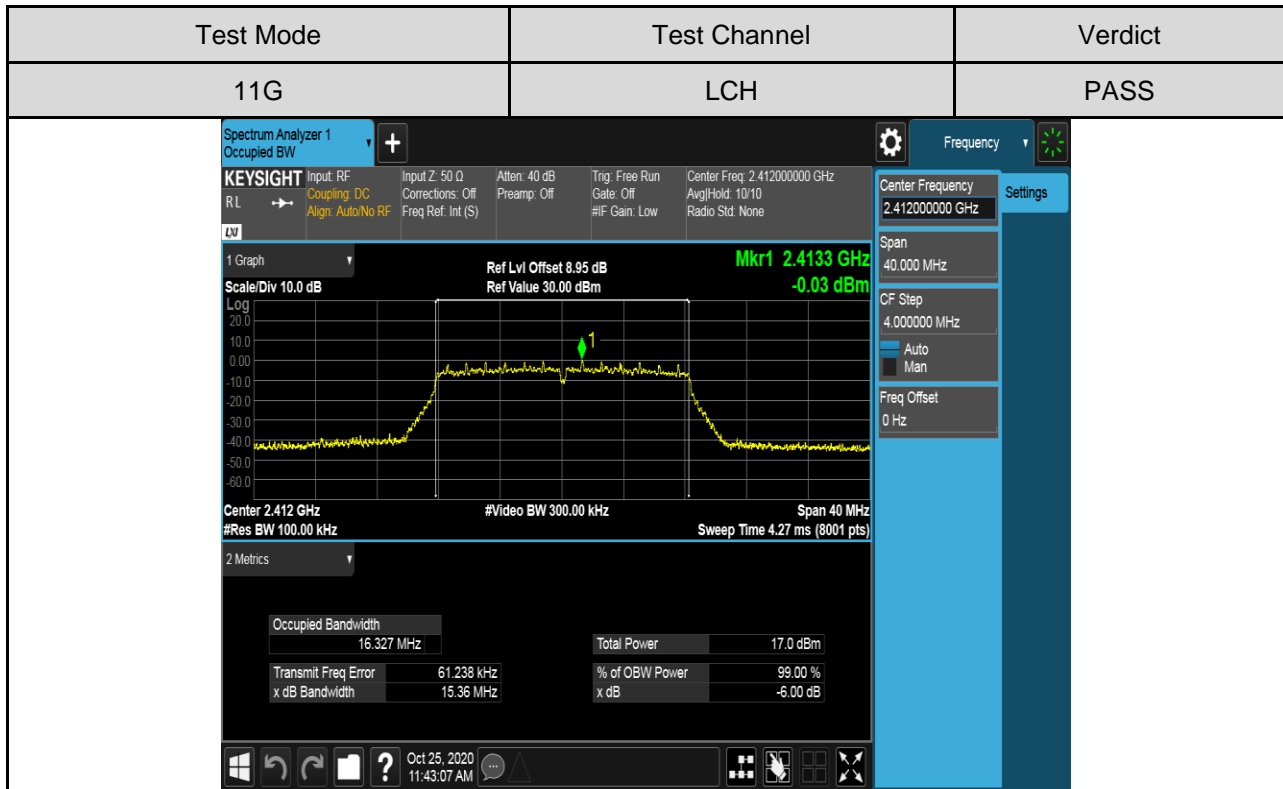 Test Mode Test Channel Verdict
11G LCH PASS
Spectrum Analyzer 1
Occupied BW
+
Frequency
KEYSIGHT Input: RF Input Z: 50 Ω Atten: 40 dB Trig: Free Run Center Freq: 2.412000000 GHz
RL Coupling: DC Corrections: Off Preamp: Off Gate: Off Avg|Hold: 10/10
Align: Auto/No RF Freq Ref: Int (S) #IF Gain: Low Radio Std: None
LXI
Center Frequency
2.412000000 GHz
Settings
Span
40.000 MHz
CF Step
4.000000 MHz
Auto
Man
Freq Offset
0 Hz
1 Graph Ref Lvl Offset 8.95 dB Mkr1 2.4133 GHz
Scale/Div 10.0 dB Ref Value 30.00 dBm -0.03 dBm
Log
20.0
10.0
0.00
-10.0
-20.0
-30.0
-40.0
-50.0
-60.0
1
Center 2.412 GHz #Video BW 300.00 kHz Span 40 MHz
#Res BW 100.00 kHz Sweep Time 4.27 ms (8001 pts)
2 Metrics
Occupied Bandwidth
16.327 MHz Total Power 17.0 dBm
Transmit Freq Error 61.238 kHz % of OBW Power 99.00 %
x dB Bandwidth 15.36 MHz x dB -6.00 dB
? Oct 25, 2020
11:43:07 AM